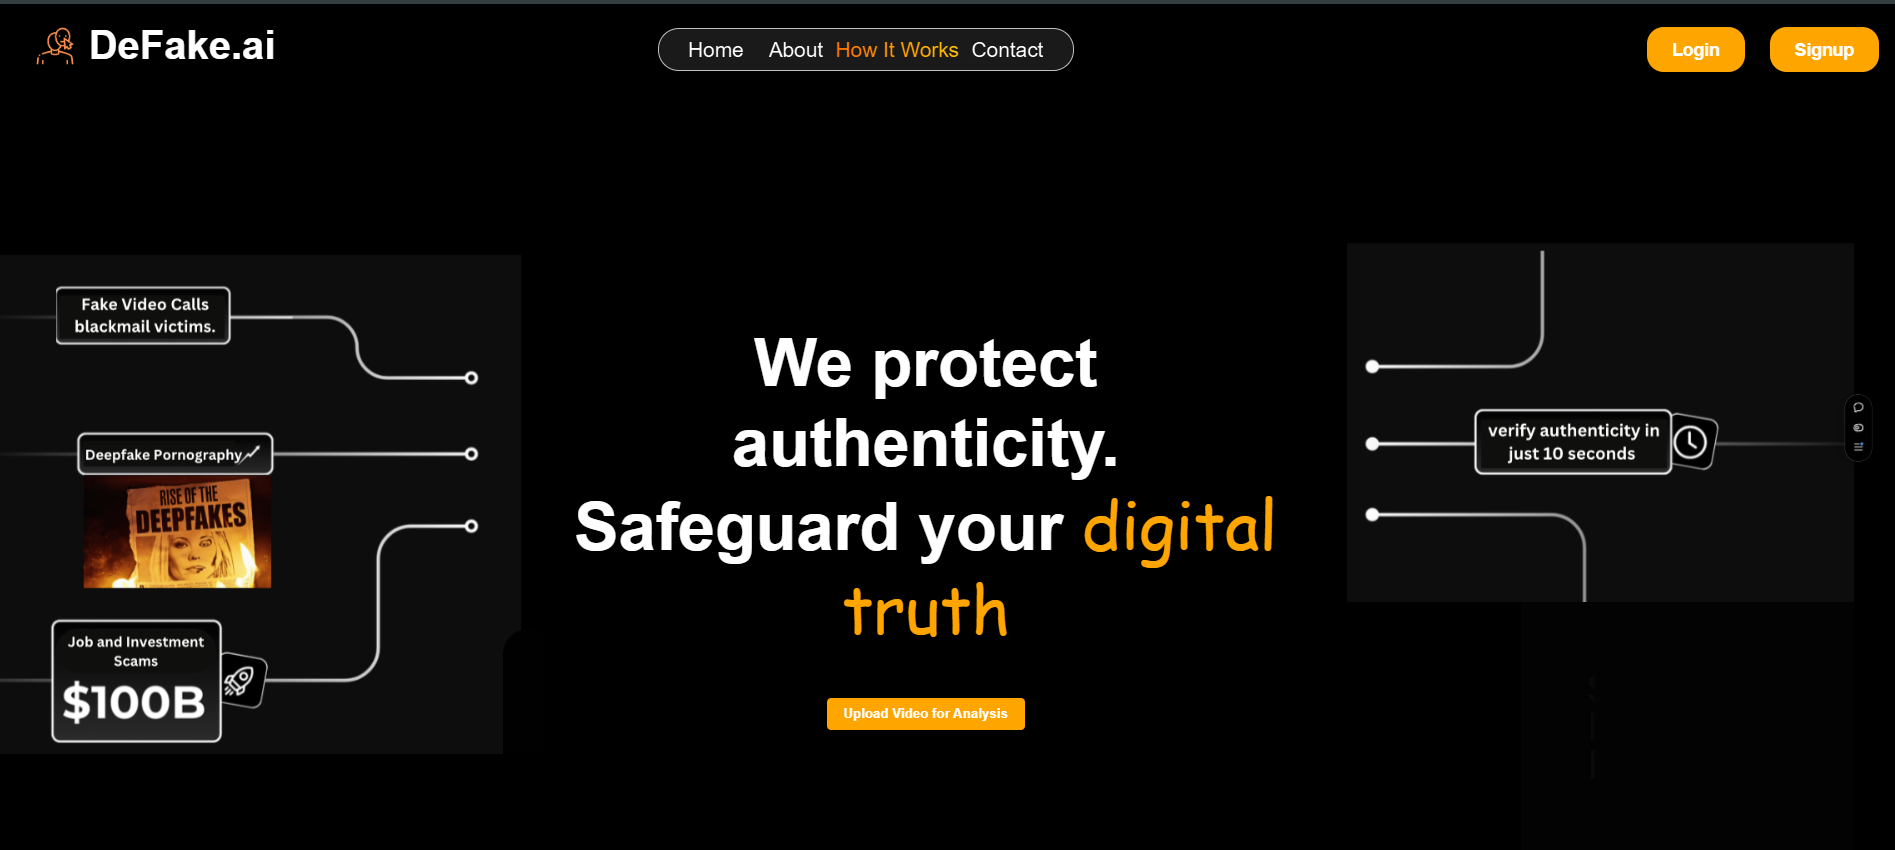 DeFake.ai
Home About How It Works Contact
Login
Signup
Fake Video Calls
blackmail victims.
Deepfake Pornography
RISE OF THE
DEEPFAKES
Job and Investment
Scams
$100B
We protect
authenticity.
Safeguard your digital
truth
Upload Video for Analysis
verify authenticity in
just 10 seconds